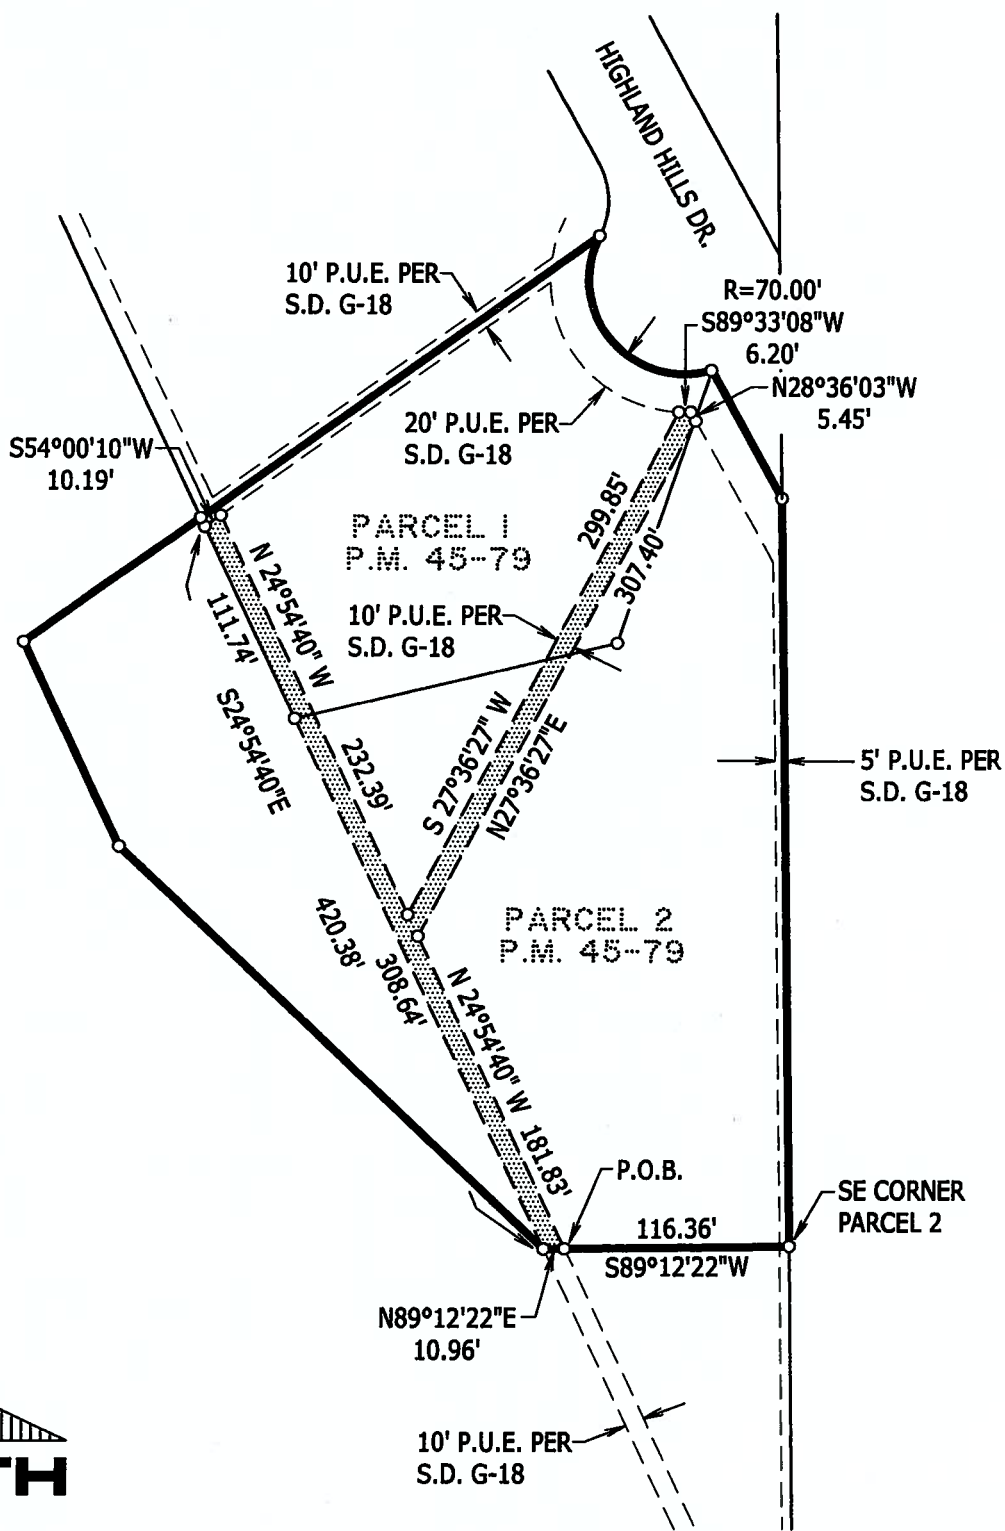 HIGHLAND HILLS DR.
10' P.U.E. PER
S.D. G-18
R=70.00'
S89°33'08"W
6.20'
N28°36'03"W
5.45'
20' P.U.E. PER
S.D. G-18
S54°00'10"W
10.19'
PARCEL 1
P.M. 45-79
299.85'
307.40'
N 24°54'40" W
111.74'
10' P.U.E. PER
S.D. G-18
S24°54'40"E
232.39'
S 27°36'27" W
N27°36'27"E
5' P.U.E. PER
S.D. G-18
PARCEL 2
P.M. 45-79
420.38'
308.64'
N 24°54'40" W 181.83'
P.O.B.
SE CORNER
PARCEL 2
116.36'
S89°12'22"W
N89°12'22"E
10.96'
10' P.U.E. PER
S.D. G-18
TH